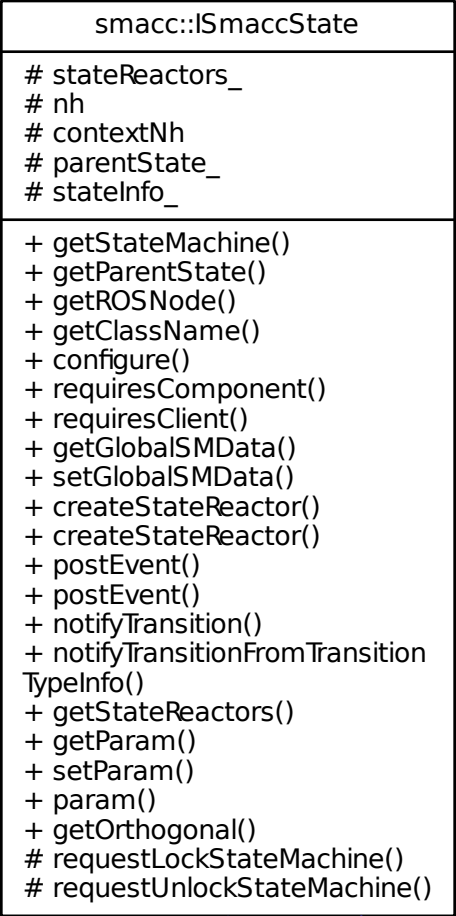 smacc::ISmaccState
# stateReactors_
# nh
# contextNh
# parentState_
# stateInfo_
+ getStateMachine()
+ getParentState()
+ getROSNode()
+ getClassName()
+ configure()
+ requiresComponent()
+ requiresClient()
+ getGlobalSMData()
+ setGlobalSMData()
+ createStateReactor()
+ createStateReactor()
+ postEvent()
+ postEvent()
+ notifyTransition()
+ notifyTransitionFromTransition
TypeInfo()
+ getStateReactors()
+ getParam()
+ setParam()
+ param()
+ getOrthogonal()
# requestLockStateMachine()
# requestUnlockStateMachine()